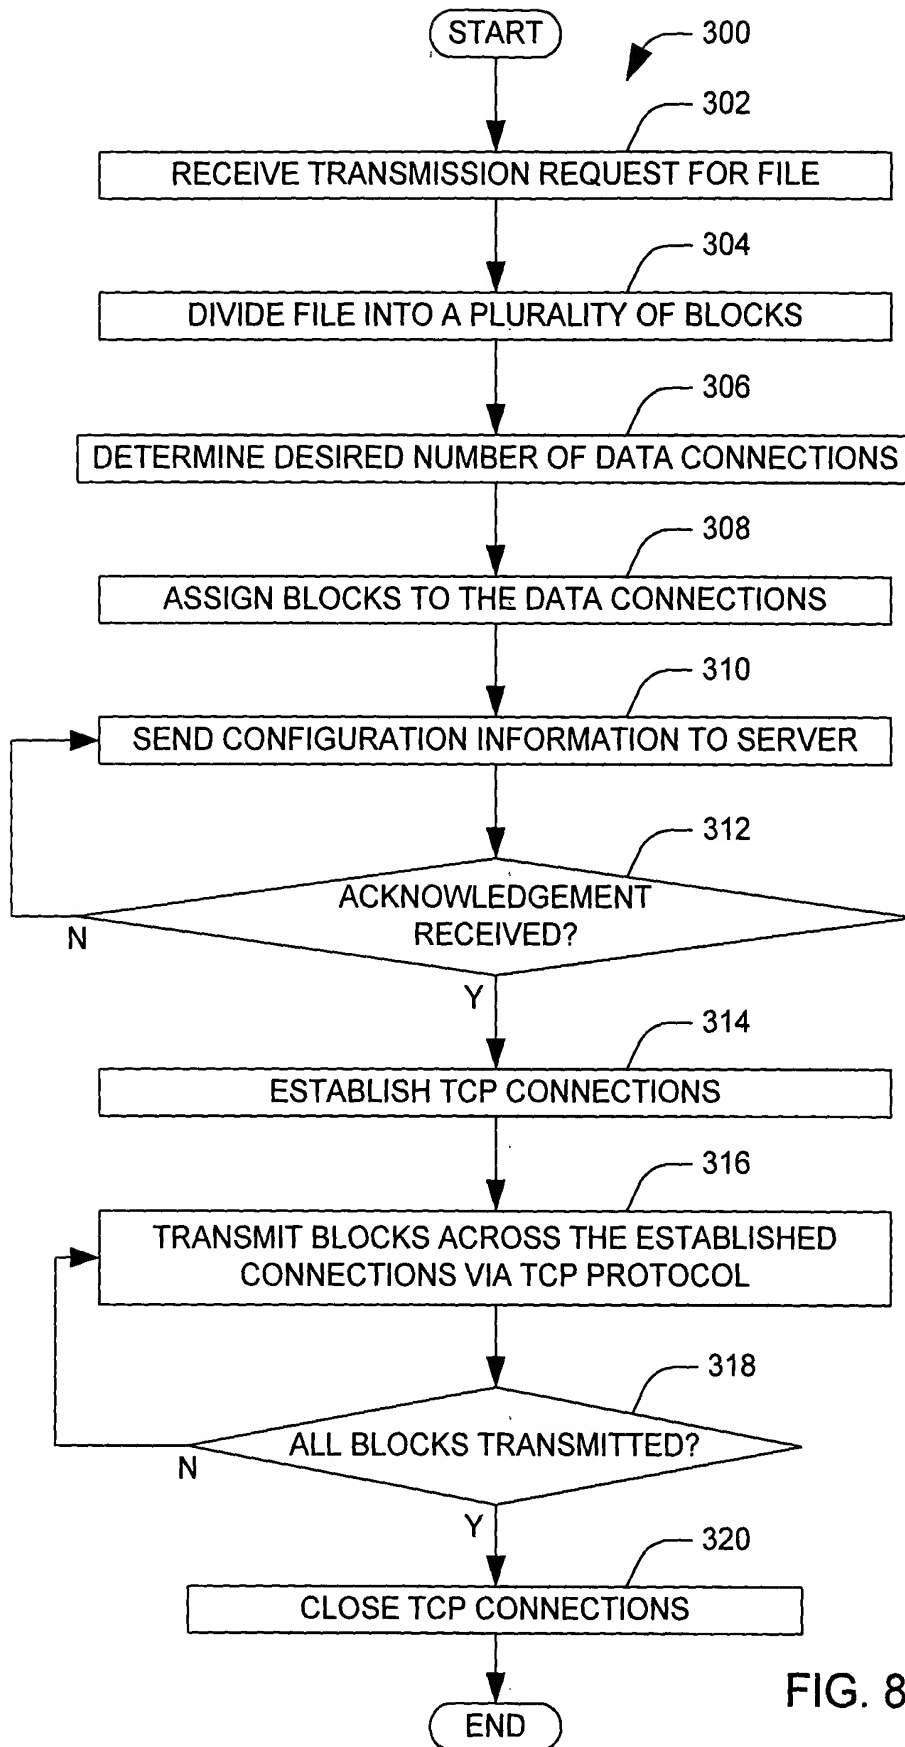 START
300
302
RECEIVE TRANSMISSION REQUEST FOR FILE
304
DIVIDE FILE INTO A PLURALITY OF BLOCKS
306
DETERMINE DESIRED NUMBER OF DATA CONNECTIONS
308
ASSIGN BLOCKS TO THE DATA CONNECTIONS
310
SEND CONFIGURATION INFORMATION TO SERVER
312
ACKNOWLEDGEMENT
RECEIVED?
N
Y
314
ESTABLISH TCP CONNECTIONS
316
TRANSMIT BLOCKS ACROSS THE ESTABLISHED
CONNECTIONS VIA TCP PROTOCOL
318
ALL BLOCKS TRANSMITTED?
N
Y
320
CLOSE TCP CONNECTIONS
END
FIG. 8